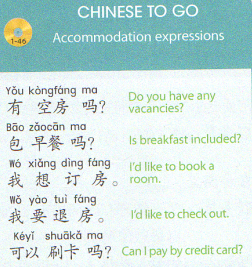 CHINESE TO GO
1-46
Accommodation expressions
Yǒu kòngfáng ma
有 空房 吗?
Do you have any
vacancies?
Bāo zǎocān ma
包 早餐 吗?
Is breakfast included?
Wó xiǎng dìng fáng
我 想 订 房。
I'd like to book a
room.
Wǒ yào tuì fáng
我 要 退 房。
I'd like to check out.
Kéyǐ shuākǎ ma
可以 刷卡 吗?
Can I pay by credit card?